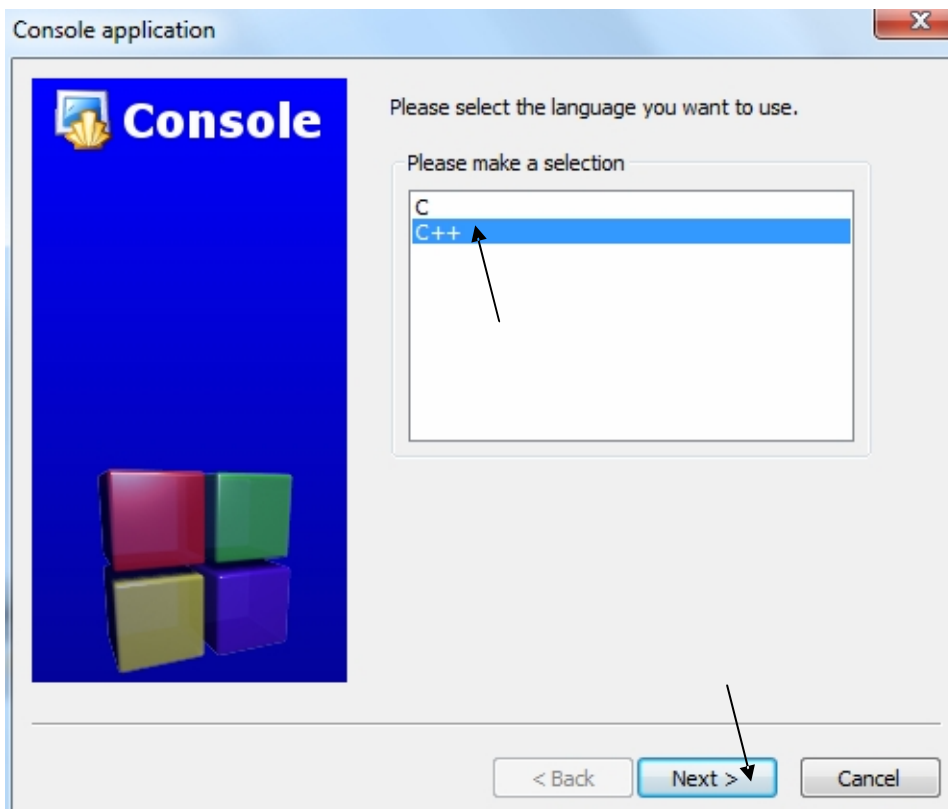 Console application
Console
Please select the language you want to use.
Please make a selection
C
C++
< Back
Next >
Cancel